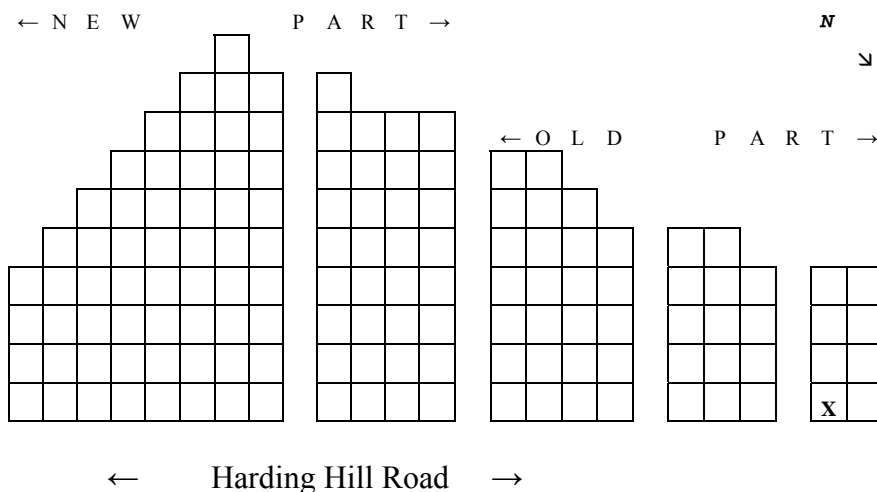 ← N E W P A R T → N
↘
← O L D P A R T →
X
← Harding Hill Road →